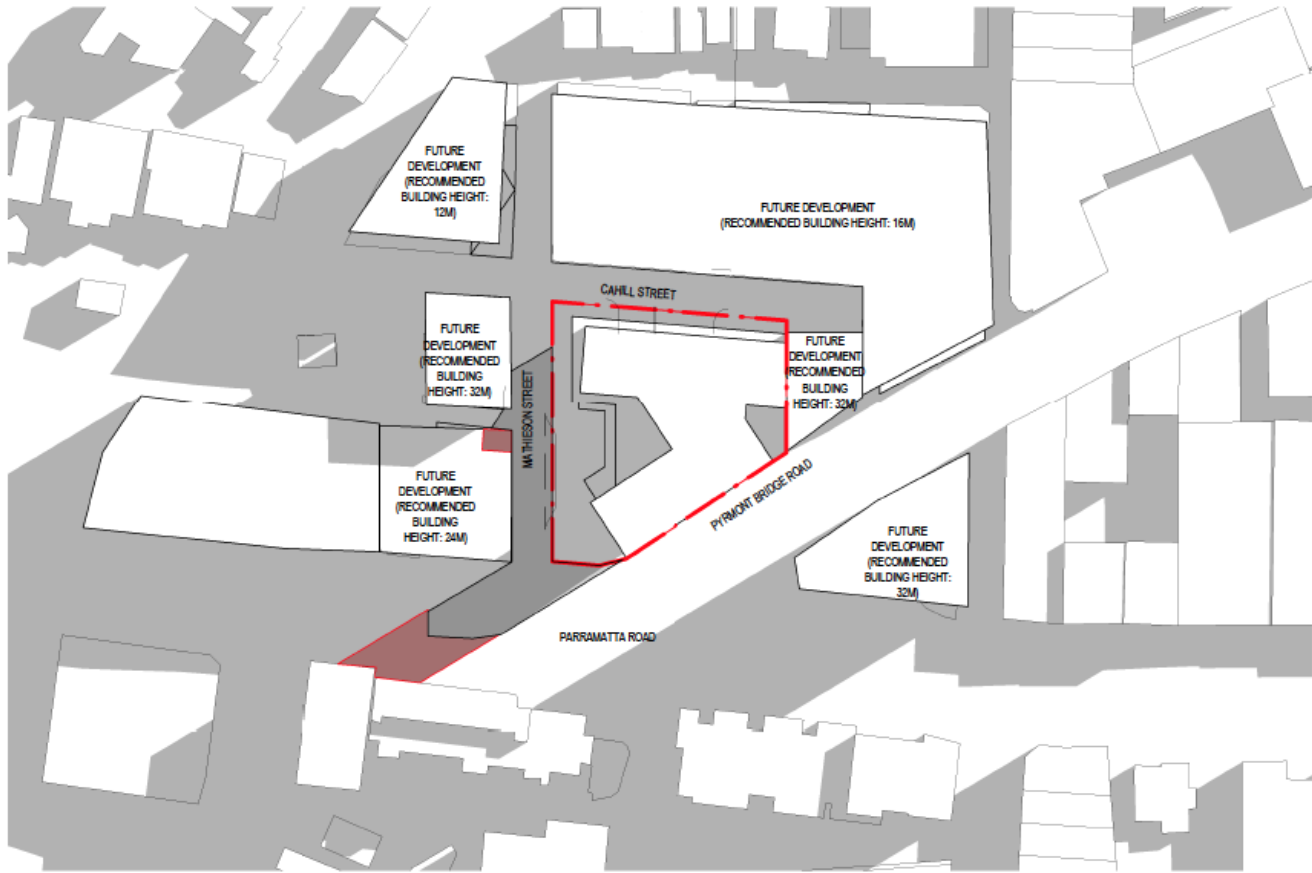 FUTURE
DEVELOPMENT
(RECOMMENDED
BUILDING HEIGHT:
12M)
FUTURE DEVELOPMENT
(RECOMMENDED BUILDING HEIGHT: 16M)
CAHILL STREET
FUTURE
DEVELOPMENT
(RECOMMENDED
BUILDING
HEIGHT: 32M)
FUTURE
DEVELOPMENT
(RECOMMENDED
BUILDING
HEIGHT: 32M)
MATHIESON STREET
FUTURE
DEVELOPMENT
(RECOMMENDED
BUILDING
HEIGHT: 24M)
PYRMONT BRIDGE ROAD
FUTURE
DEVELOPMENT
(RECOMMENDED
BUILDING HEIGHT:
32M)
PARRAMATTA ROAD